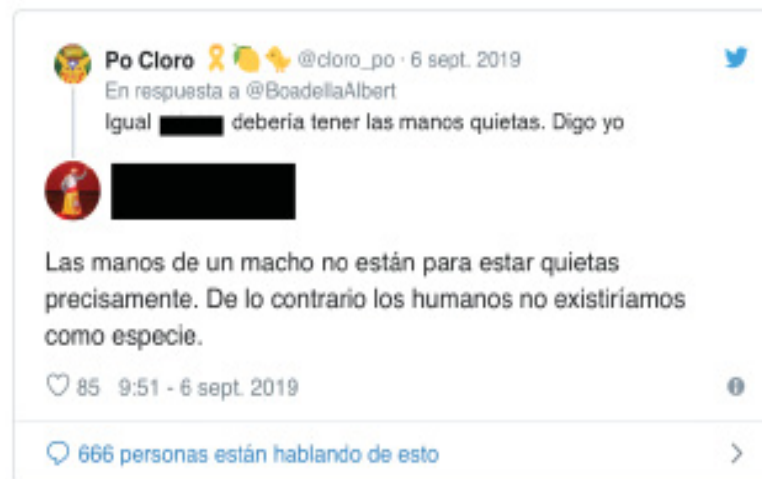 Po Cloro @cloro_po · 6 sept. 2019
En respuesta a @BoadellaAlbert
Igual debería tener las manos quietas. Digo yo
Las manos de un macho no están para estar quietas
precisamente. De lo contrario los humanos no existiríamos
como especie.
85 9:51 - 6 sept. 2019
666 personas están hablando de esto